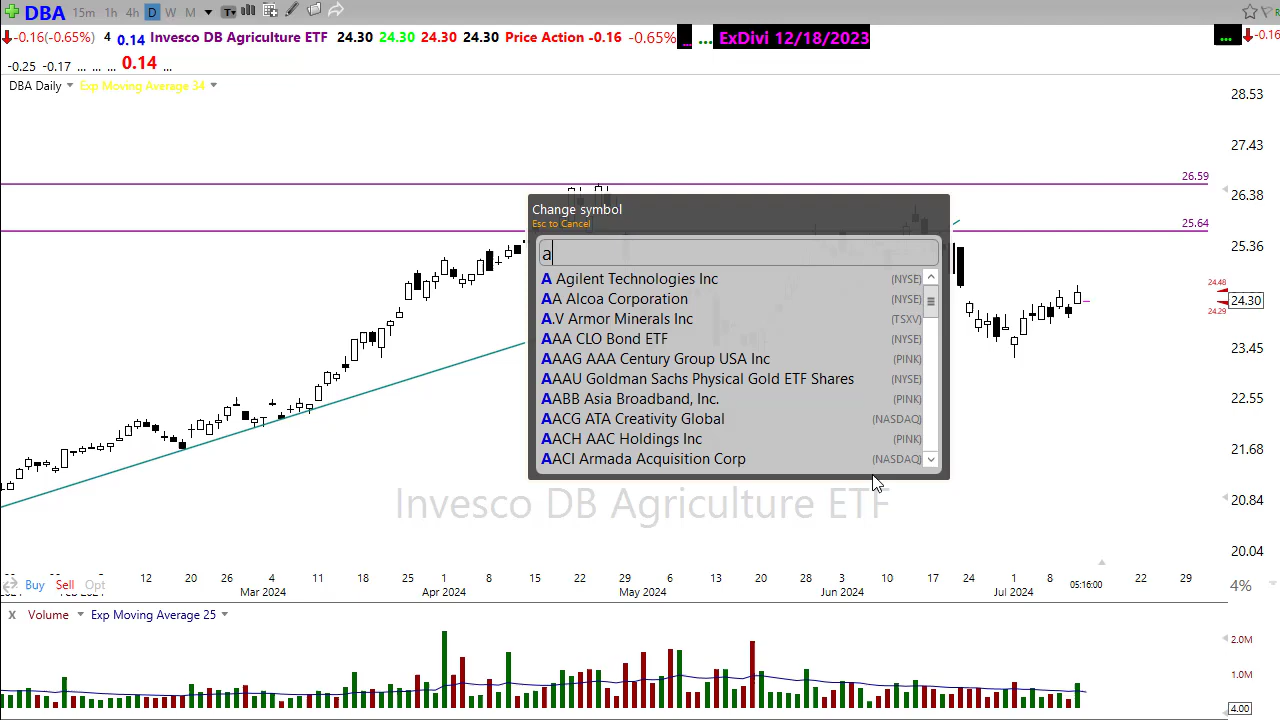 DBA 15m 1h 4h D W M
-0.16(-0.65%) 4 0.14 Invesco DB Agriculture ETF 24.30 24.30 24.30 24.30 Price Action -0.16 -0.65% ... ... ExDivi 12/18/2023 ... -0.16
-0.25 -0.17 ... ... ... 0.14 ...
DBA Daily Exp Moving Average 34
28.53
27.43
26.59
26.38
25.64
25.36
24.48
24.30
24.29
23.45
22.55
21.68
20.84
20.04
Change symbol
Esc to Cancel
a
A Agilent Technologies Inc (NYSE)
AA Alcoa Corporation (NYSE)
A.V Armor Minerals Inc (TSXV)
AAA CLO Bond ETF (NYSE)
AAAG AAA Century Group USA Inc (PINK)
AAAU Goldman Sachs Physical Gold ETF Shares (NYSE)
AABB Asia Broadband, Inc. (PINK)
AACG ATA Creativity Global (NASDAQ)
AACH AAC Holdings Inc (PINK)
AACI Armada Acquisition Corp (NASDAQ)
Invesco DB Agriculture ETF
12 20 26 4 11 18 25 1 8 15 22 29 6 13 20 28 3 10 17 24 1 8 05:16:00 22 29
Buy Sell Opt 4%
Mar 2024 Apr 2024 May 2024 Jun 2024 Jul 2024
X Volume Exp Moving Average 25
2.0M
1.0M
4.00